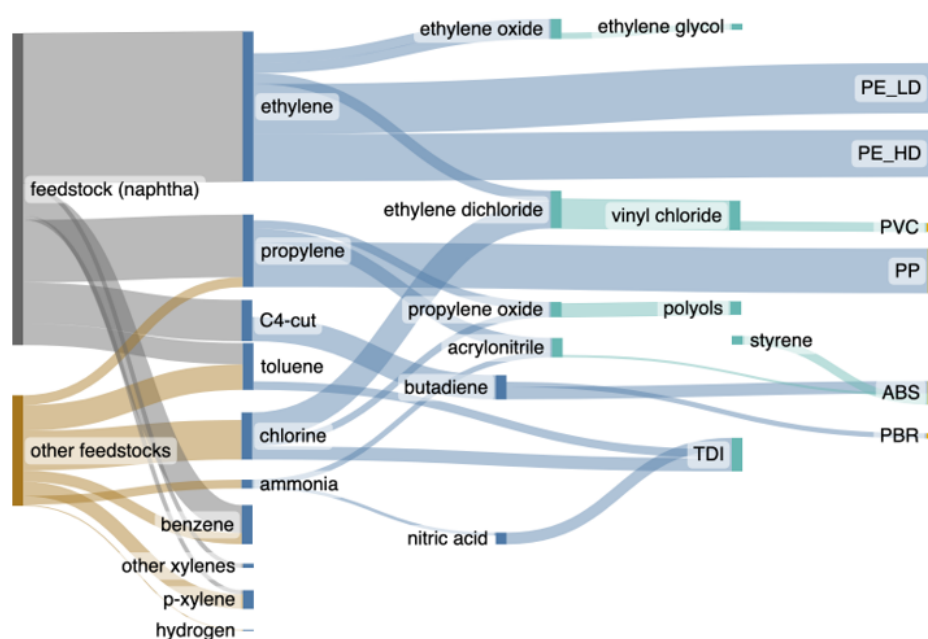 ethylene oxide
ethylene glycol
PE_LD
ethylene
PE_HD
feedstock (naphtha)
ethylene dichloride
vinyl chloride
PVC
propylene
PP
C4-cut
propylene oxide
polyols
styrene
acrylonitrile
toluene
butadiene
ABS
chlorine
PBR
other feedstocks
TDI
ammonia
benzene
nitric acid
other xylenes
p-xylene
hydrogen